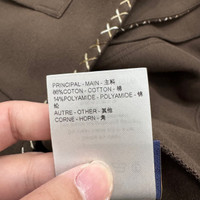 PRINCIPAL - MAIN - 主料
86%COTON - COTTON - 棉
14%POLYAMIDE - POLYAMIDE - 锦
纶
AUTRE - OTHER - 其它
CORNE - HORN - 角